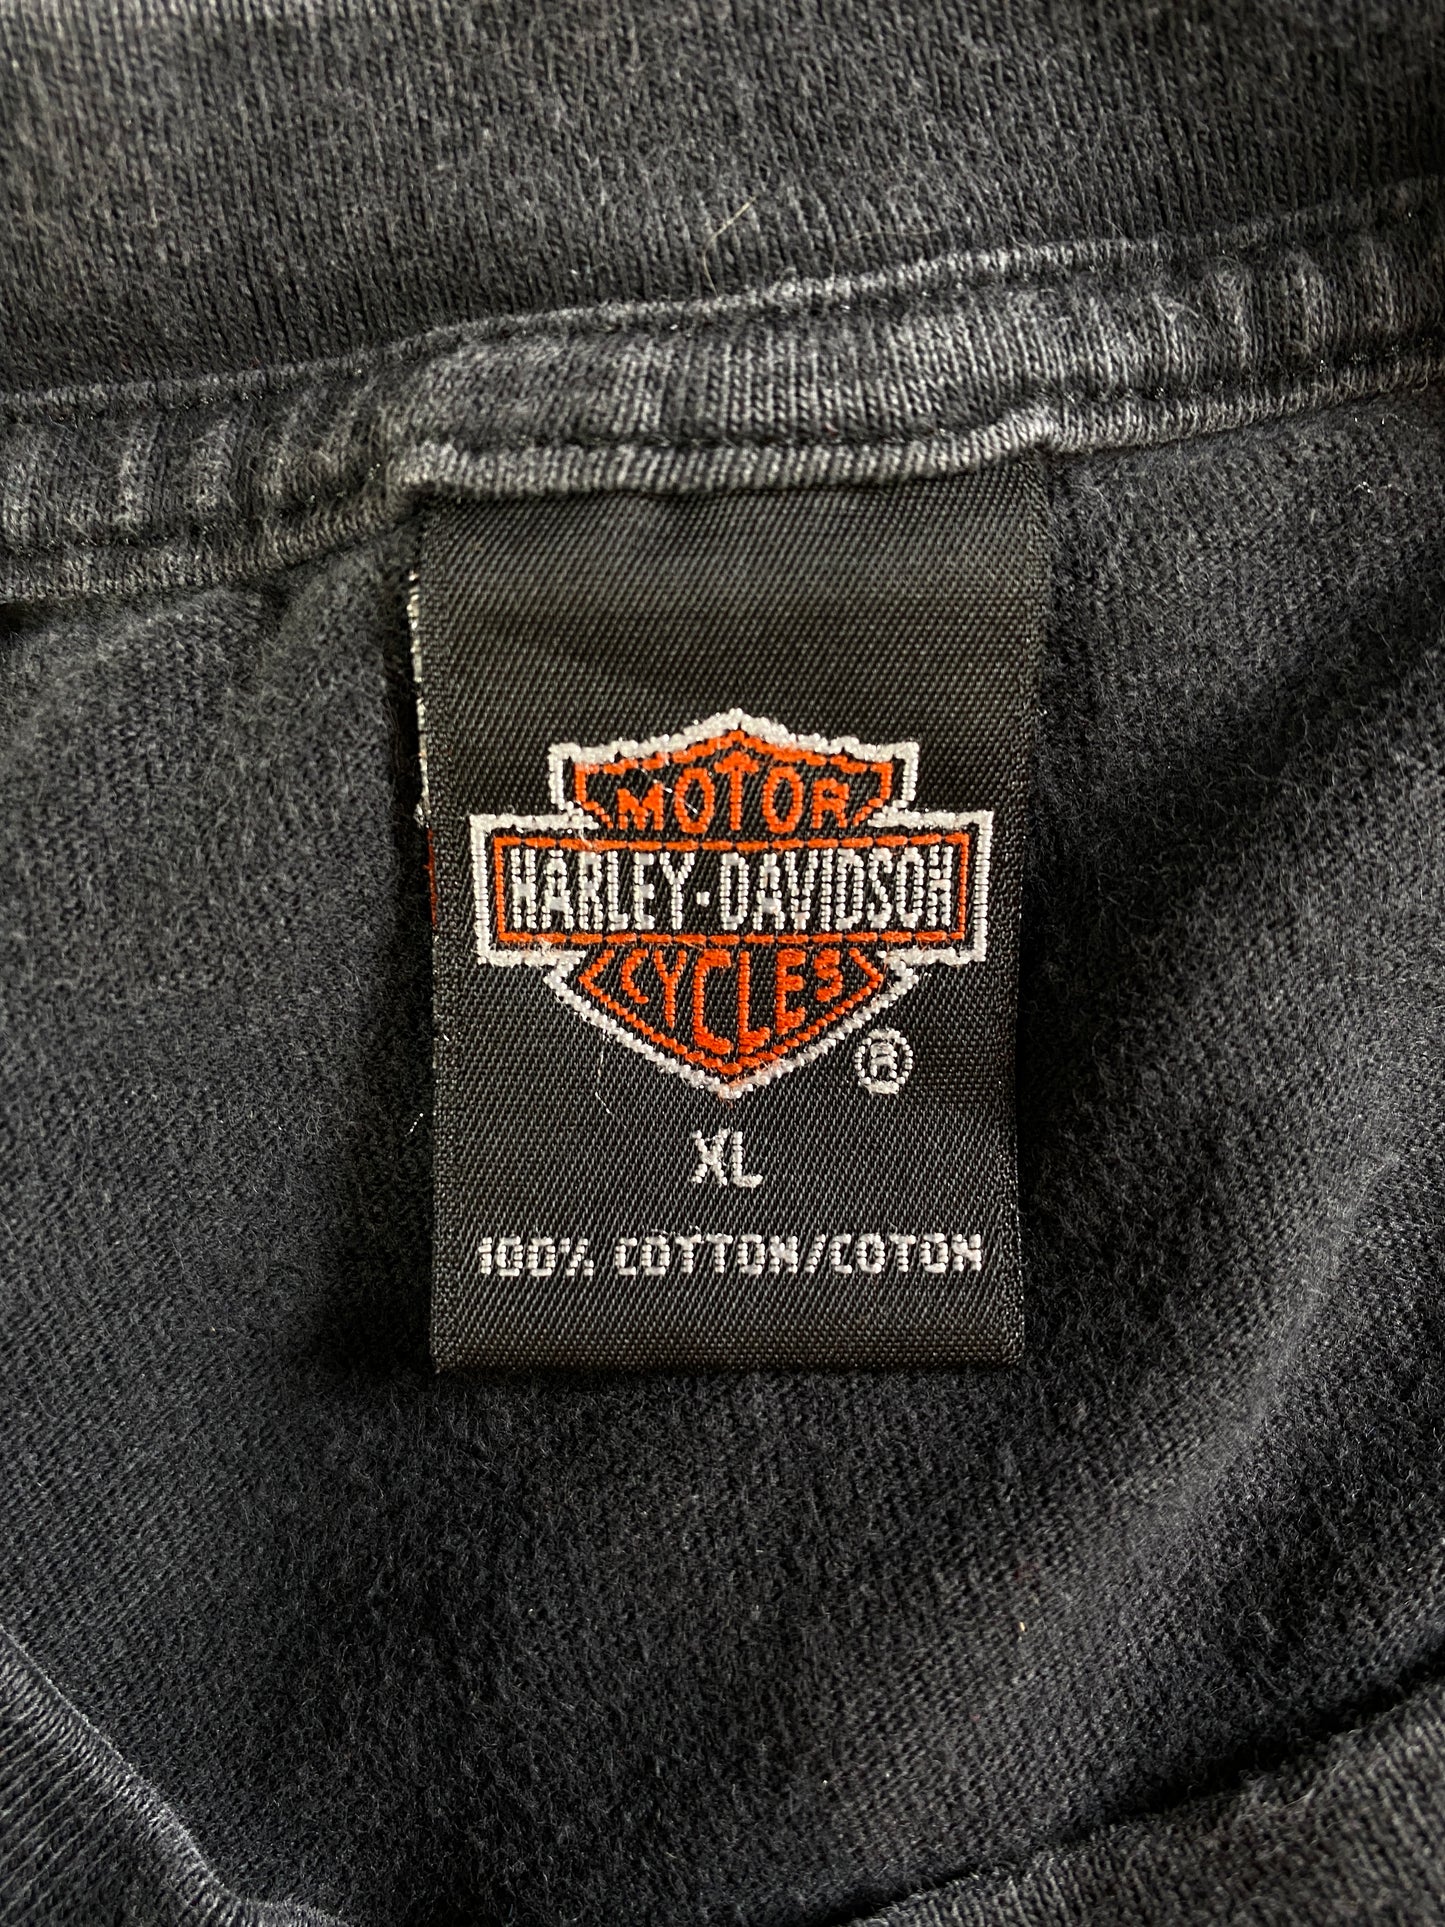 MOTOR
HARLEY-DAVIDSON
CYCLES
®
XL
100% COTTON/COTON